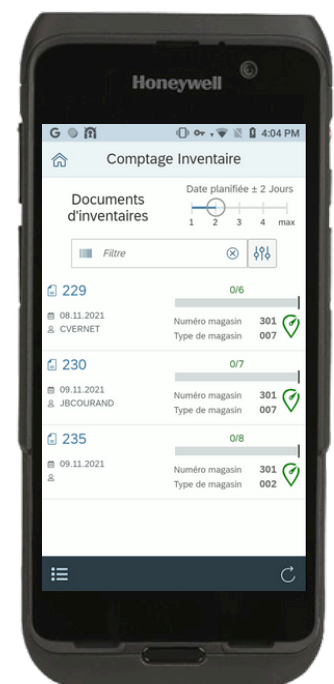 Honeywell
G 4:04 PM
Comptage Inventaire
Documents
d'inventaires
Date planifiée ± 2 Jours
1 2 3 4 max
Filtre
229
0/6
08.11.2021
CVERNET
Numéro magasin 301
Type de magasin 007
230
0/7
09.11.2021
JBCOURAND
Numéro magasin 301
Type de magasin 007
235
0/8
09.11.2021
Numéro magasin 301
Type de magasin 002